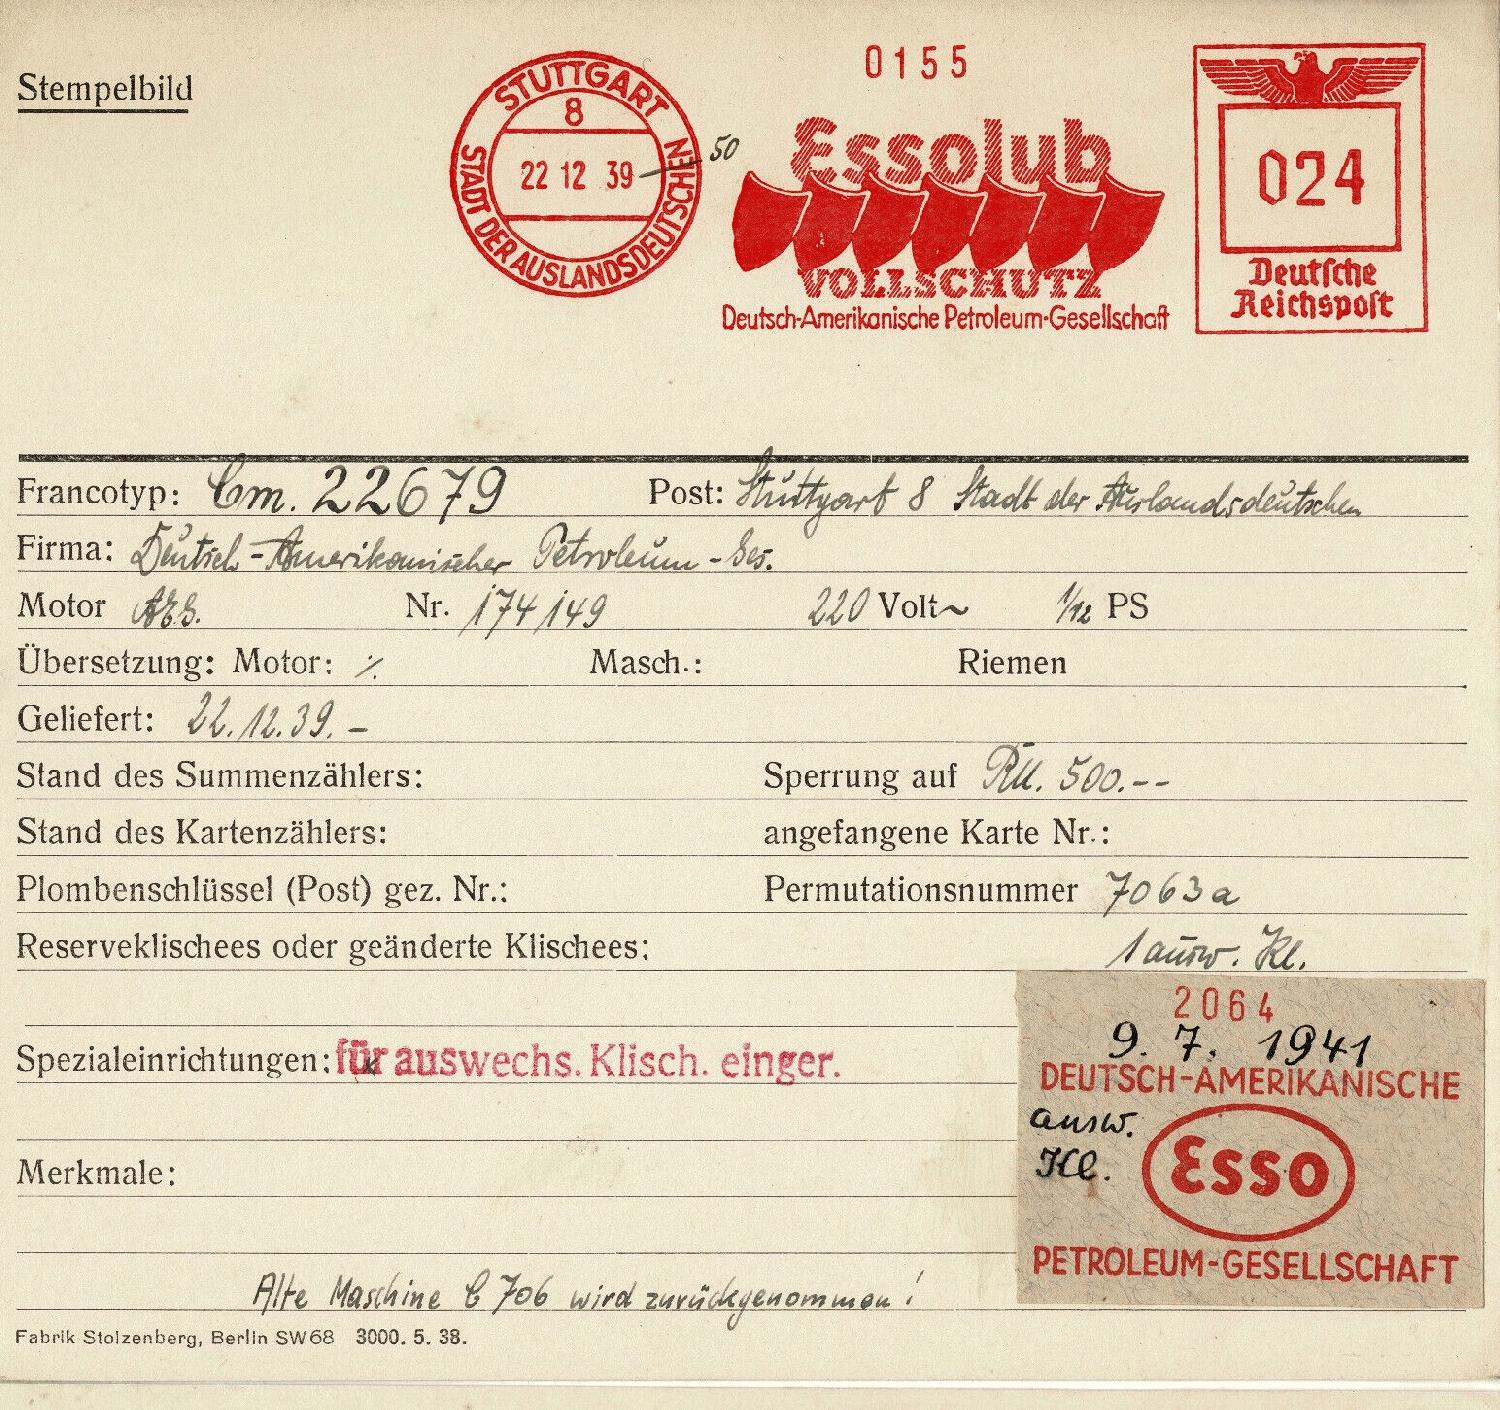 Stempelbild
STUTTGART
8
22 12 39
50
STADT DER AUSLANDSDEUTSCHEN
0155
Essolub
VOLLSCHUTZ
Deutsch-Amerikanische Petroleum-Gesellschaft
024
Deutsche
Reichspost
Francotyp: Cm. 22679 Post: Stuttgart 8 Stadt der Auslandsdeutschen
Firma: Deutsch-Amerikanischer Petroleum-Ges.
Motor AEG. Nr. 174149 220 Volt~ 1/12 PS
Übersetzung: Motor: ∕. Masch.: Riemen
Geliefert: 22.12.39.–
Stand des Summenzählers: Sperrung auf RM. 500.--
Stand des Kartenzählers: angefangene Karte Nr.:
Plombenschlüssel (Post) gez. Nr.: Permutationsnummer 7063a
Reserveklischees oder geänderte Klischees: 1 ausw. Kl.
Spezialeinrichtungen: für auswechs. Klisch. einger.
2064
9. 7. 1941
DEUTSCH-AMERIKANISCHE
ausw.
Kl.
Esso
PETROLEUM-GESELLSCHAFT
Merkmale:
Alte Maschine C 706 wird zurückgenommen!
Fabrik Stolzenberg, Berlin SW68 3000. 5. 38.